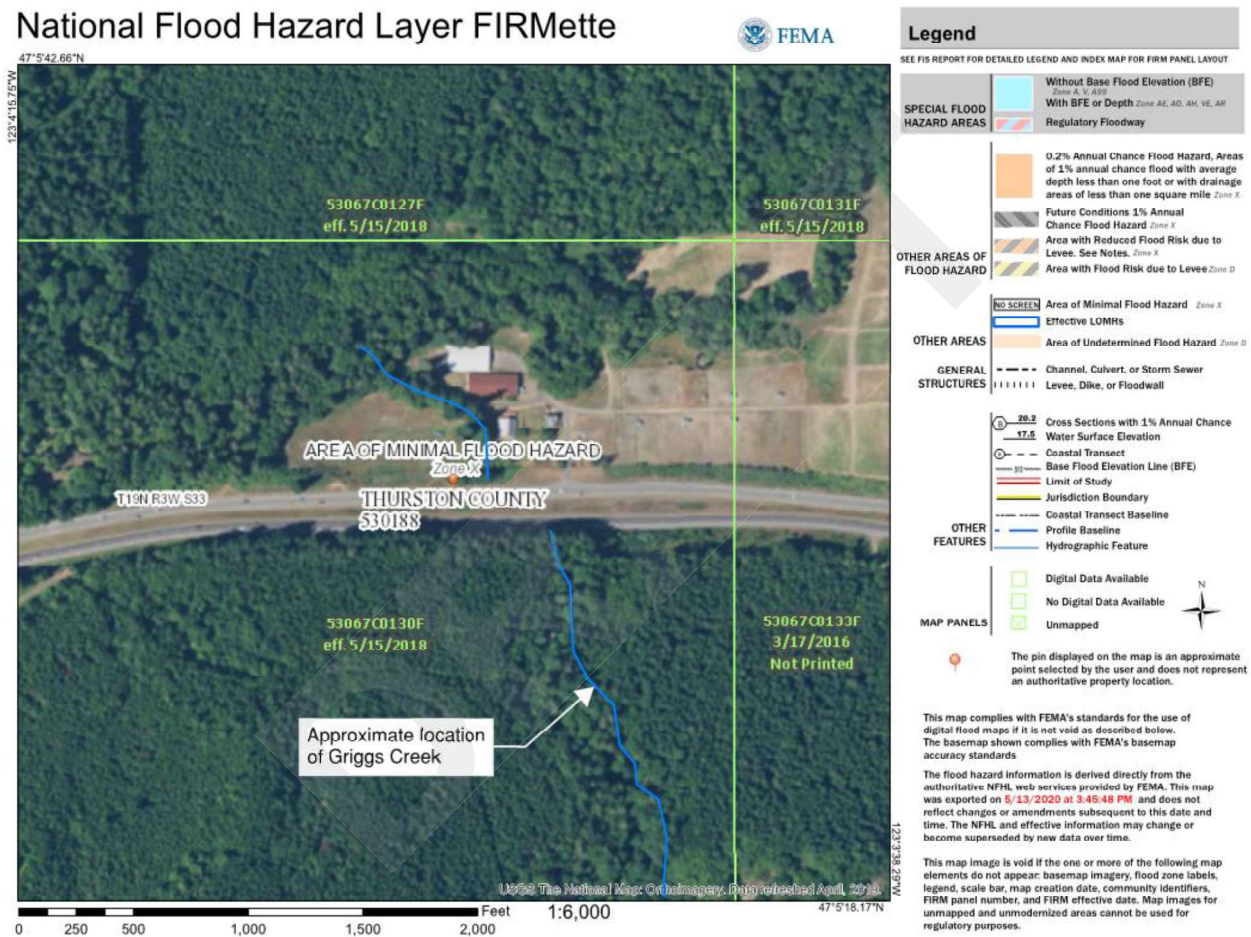 National Flood Hazard Layer FIRMette
FEMA
47°5'42.66"N
123°4'15.75"W
53067C0127F
eff. 5/15/2018
53067C0131F
eff. 5/15/2018
AREA OF MINIMAL FLOOD HAZARD
Zone X
T19N R3W S33
THURSTON COUNTY
530188
53067C0130F
eff. 5/15/2018
53067C0133F
3/17/2016
Not Printed
Approximate location
of Griggs Creek
USGS The National Map: Orthoimagery. Data refreshed April, 2019.
123°3'38.29"W
47°5'18.17"N
Feet
1:6,000
0 250 500 1,000 1,500 2,000
Legend
SEE FIS REPORT FOR DETAILED LEGEND AND INDEX MAP FOR FIRM PANEL LAYOUT
SPECIAL FLOOD
HAZARD AREAS
Without Base Flood Elevation (BFE)
Zone A, V, A99
With BFE or Depth Zone AE, AO, AH, VE, AR
Regulatory Floodway
0.2% Annual Chance Flood Hazard, Areas
of 1% annual chance flood with average
depth less than one foot or with drainage
areas of less than one square mile Zone X
Future Conditions 1% Annual
Chance Flood Hazard Zone X
Area with Reduced Flood Risk due to
Levee. See Notes. Zone X
Area with Flood Risk due to Levee Zone D
OTHER AREAS OF
FLOOD HAZARD
NO SCREEN Area of Minimal Flood Hazard Zone X
Effective LOMRs
OTHER AREAS
Area of Undetermined Flood Hazard Zone D
GENERAL
STRUCTURES
Channel, Culvert, or Storm Sewer
Levee, Dike, or Floodwall
B 20.2 Cross Sections with 1% Annual Chance
17.5 Water Surface Elevation
Coastal Transect
Base Flood Elevation Line (BFE)
Limit of Study
Jurisdiction Boundary
Coastal Transect Baseline
OTHER
FEATURES
Profile Baseline
Hydrographic Feature
Digital Data Available
No Digital Data Available
MAP PANELS
Unmapped
N
The pin displayed on the map is an approximate
point selected by the user and does not represent
an authoritative property location.
This map complies with FEMA's standards for the use of
digital flood maps if it is not void as described below.
The basemap shown complies with FEMA's basemap
accuracy standards
The flood hazard information is derived directly from the
authoritative NFHL web services provided by FEMA. This map
was exported on 5/13/2020 at 3:45:48 PM and does not
reflect changes or amendments subsequent to this date and
time. The NFHL and effective information may change or
become superseded by new data over time.
This map image is void if the one or more of the following map
elements do not appear: basemap imagery, flood zone labels,
legend, scale bar, map creation date, community identifiers,
FIRM panel number, and FIRM effective date. Map images for
unmapped and unmodernized areas cannot be used for
regulatory purposes.